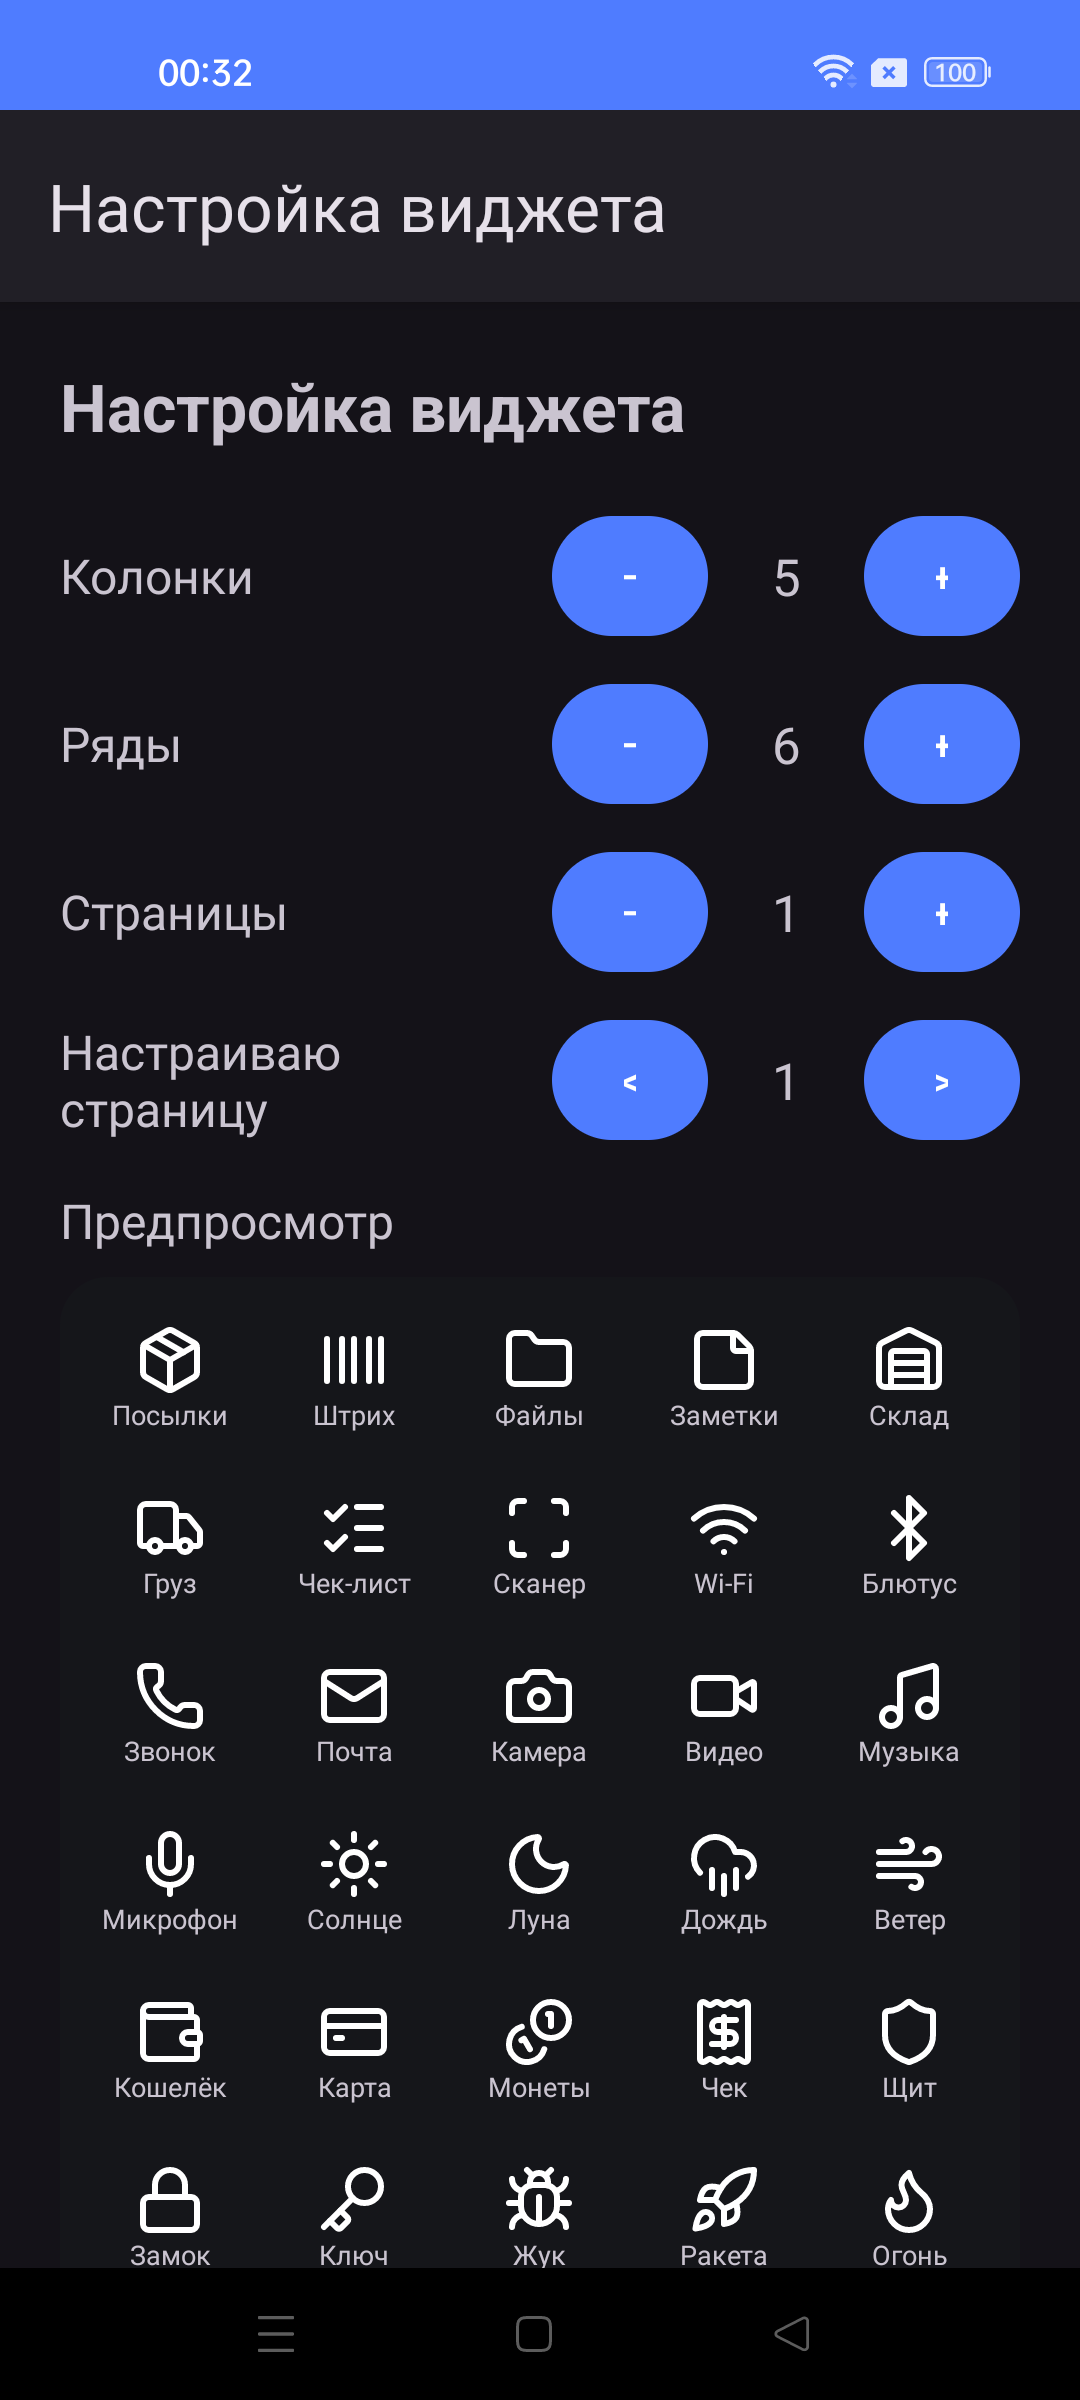 00:32
100
Настройка виджета
Настройка виджета
Колонки - 5 +
Ряды - 6 +
Страницы - 1 +
Настраиваю
страницу < 1 >
Предпросмотр
Посылки Штрих Файлы Заметки Склад
Груз Чек-лист Сканер Wi-Fi Блютус
Звонок Почта Камера Видео Музыка
Микрофон Солнце Луна Дождь Ветер
Кошелёк Карта Монеты Чек Щит
Замок Ключ Жук Ракета Огонь